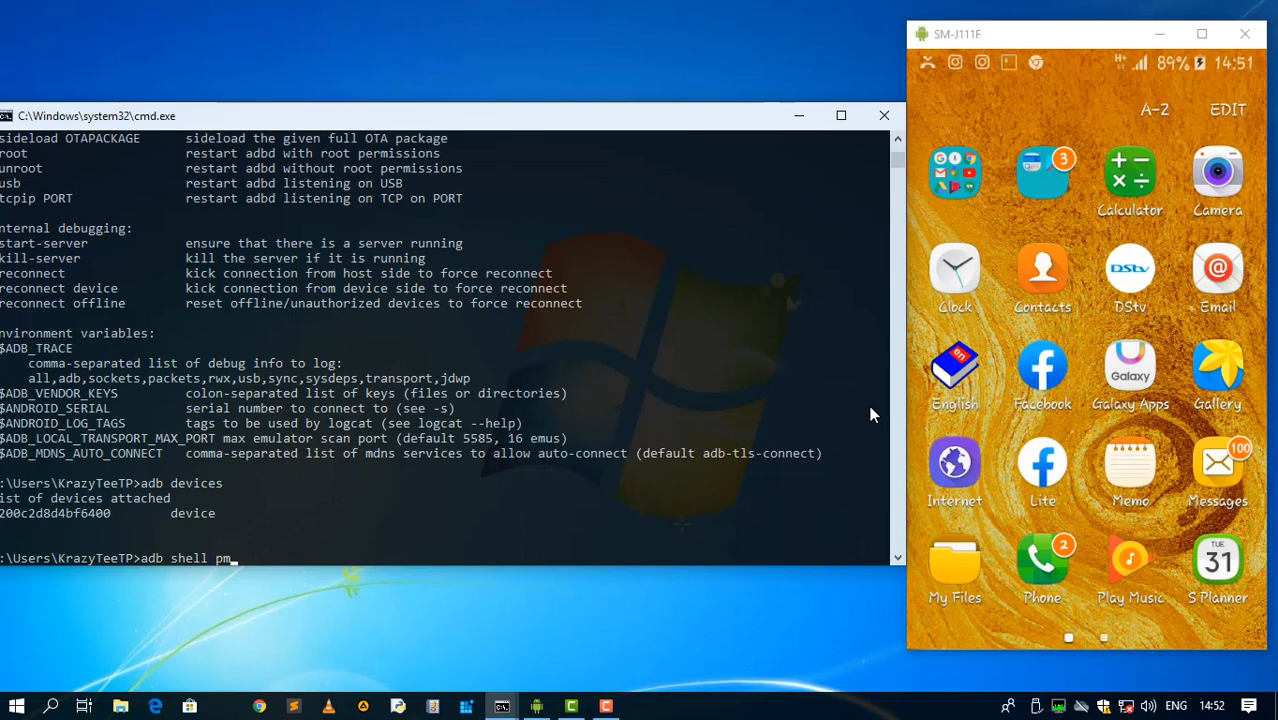 C:\Windows\system32\cmd.exe
sideload OTAPACKAGE sideload the given full OTA package
root restart adbd with root permissions
unroot restart adbd without root permissions
usb restart adbd listening on USB
tcpip PORT restart adbd listening on TCP on PORT
nternal debugging:
start-server ensure that there is a server running
kill-server kill the server if it is running
reconnect kick connection from host side to force reconnect
reconnect device kick connection from device side to force reconnect
reconnect offline reset offline/unauthorized devices to force reconnect
nvironment variables:
$ADB_TRACE
comma-separated list of debug info to log:
all,adb,sockets,packets,rwx,usb,sync,sysdeps,transport,jdwp
$ADB_VENDOR_KEYS colon-separated list of keys (files or directories)
$ANDROID_SERIAL serial number to connect to (see -s)
$ANDROID_LOG_TAGS tags to be used by logcat (see logcat --help)
$ADB_LOCAL_TRANSPORT_MAX_PORT max emulator scan port (default 5585, 16 emus)
$ADB_MDNS_AUTO_CONNECT comma-separated list of mdns services to allow auto-connect (default adb-tls-connect)
:\Users\KrazyTeeTP>adb devices
ist of devices attached
200c2d8d4bf6400 device
:\Users\KrazyTeeTP>adb shell pm_
SM-J111F
H+ 89% 14:51
A-Z EDIT
3
Calculator Camera
DStv
Clock Contacts DStv Email
en
Galaxy
English Facebook Galaxy Apps Gallery
100
Internet Lite Memo Messages
2 TUE 31
My Files Phone Play Music S Planner
ENG 14:52